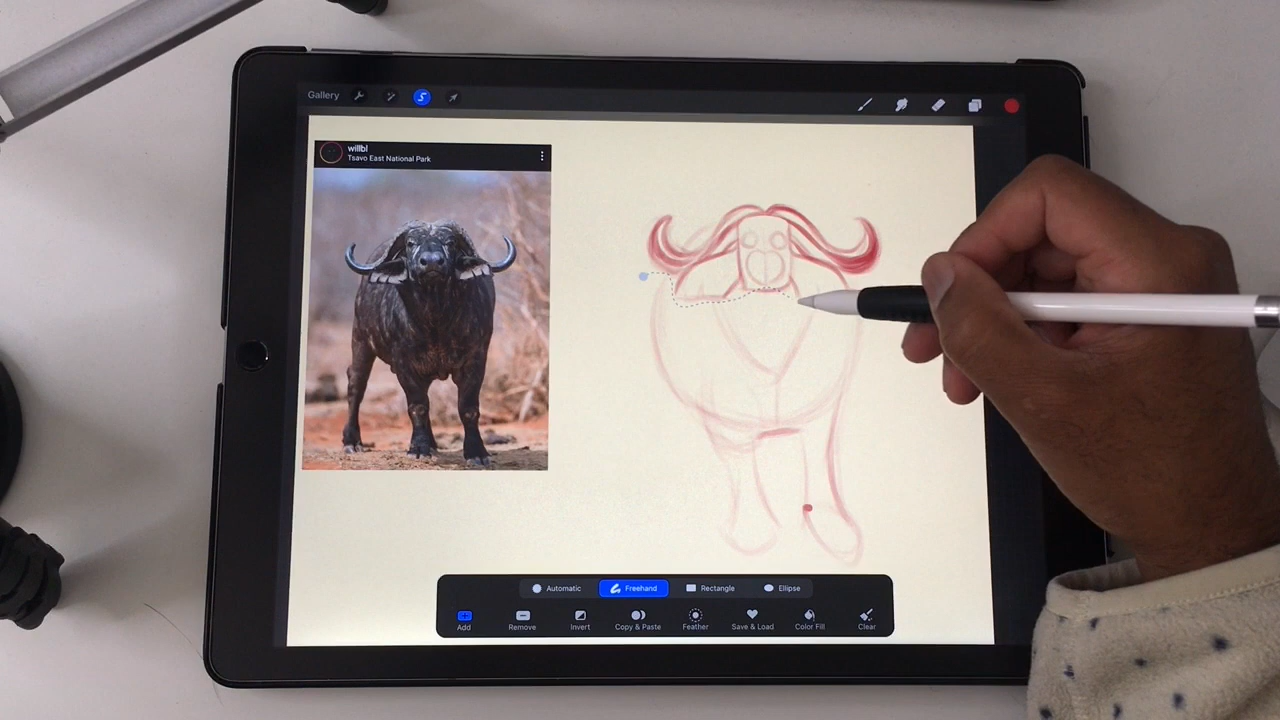 Gallery
willbl
Tsavo East National Park
Automatic
Freehand
Rectangle
Ellipse
Add
Remove
Invert
Copy & Paste
Feather
Save & Load
Color Fill
Clear